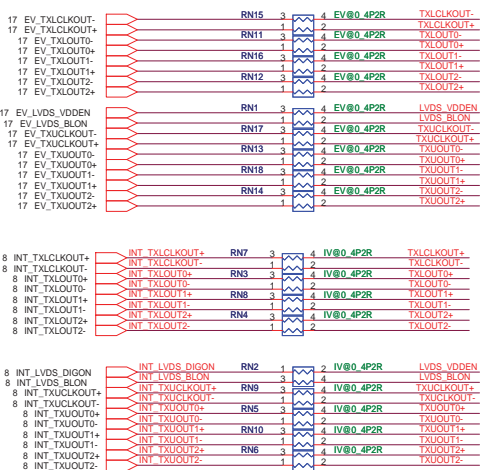 17 EV_TXLCLKOUT- RN15 3 4 EV@0_4P2R TXLCLKOUT-
17 EV_TXLCLKOUT+ 1 2 TXLCLKOUT+
17 EV_TXLOUT0- RN11 3 4 EV@0_4P2R TXLOUT0-
17 EV_TXLOUT0+ 1 2 TXLOUT0+
17 EV_TXLOUT1- RN16 3 4 EV@0_4P2R TXLOUT1-
17 EV_TXLOUT1+ 1 2 TXLOUT1+
17 EV_TXLOUT2- RN12 3 4 EV@0_4P2R TXLOUT2-
17 EV_TXLOUT2+ 1 2 TXLOUT2+
17 EV_LVDS_VDDEN RN1 3 4 EV@0_4P2R LVDS_VDDEN
17 EV_LVDS_BLON 1 2 LVDS_BLON
17 EV_TXUCLKOUT- RN17 3 4 EV@0_4P2R TXUCLKOUT-
17 EV_TXUCLKOUT+ 1 2 TXUCLKOUT+
17 EV_TXUOUT0- RN13 3 4 EV@0_4P2R TXUOUT0-
17 EV_TXUOUT0+ 1 2 TXUOUT0+
17 EV_TXUOUT1- RN18 3 4 EV@0_4P2R TXUOUT1-
17 EV_TXUOUT1+ 1 2 TXUOUT1+
17 EV_TXUOUT2- RN14 3 4 EV@0_4P2R TXUOUT2-
17 EV_TXUOUT2+ 1 2 TXUOUT2+
8 INT_TXLCLKOUT+ INT_TXLCLKOUT+ RN7 3 4 IV@0_4P2R TXLCLKOUT+
8 INT_TXLCLKOUT- INT_TXLCLKOUT- 1 2 TXLCLKOUT-
8 INT_TXLOUT0+ INT_TXLOUT0+ RN3 3 4 IV@0_4P2R TXLOUT0+
8 INT_TXLOUT0- INT_TXLOUT0- 1 2 TXLOUT0-
8 INT_TXLOUT1+ INT_TXLOUT1+ RN8 3 4 IV@0_4P2R TXLOUT1+
8 INT_TXLOUT1- INT_TXLOUT1- 1 2 TXLOUT1-
8 INT_TXLOUT2+ INT_TXLOUT2+ RN4 3 4 IV@0_4P2R TXLOUT2+
8 INT_TXLOUT2- INT_TXLOUT2- 1 2 TXLOUT2-
8 INT_LVDS_DIGON INT_LVDS_DIGON RN2 1 2 IV@0_4P2R LVDS_VDDEN
8 INT_LVDS_BLON INT_LVDS_BLON 3 4 LVDS_BLON
8 INT_TXUCLKOUT+ INT_TXUCLKOUT+ RN9 3 4 IV@0_4P2R TXUCLKOUT+
8 INT_TXUCLKOUT- INT_TXUCLKOUT- 1 2 TXUCLKOUT-
8 INT_TXUOUT0+ INT_TXUOUT0+ RN5 3 4 IV@0_4P2R TXUOUT0+
8 INT_TXUOUT0- INT_TXUOUT0- 1 2 TXUOUT0-
8 INT_TXUOUT1+ INT_TXUOUT1+ RN10 3 4 IV@0_4P2R TXUOUT1+
8 INT_TXUOUT1- INT_TXUOUT1- 1 2 TXUOUT1-
8 INT_TXUOUT2+ INT_TXUOUT2+ RN6 3 4 IV@0_4P2R TXUOUT2+
8 INT_TXUOUT2- INT_TXUOUT2- 1 2 TXUOUT2-